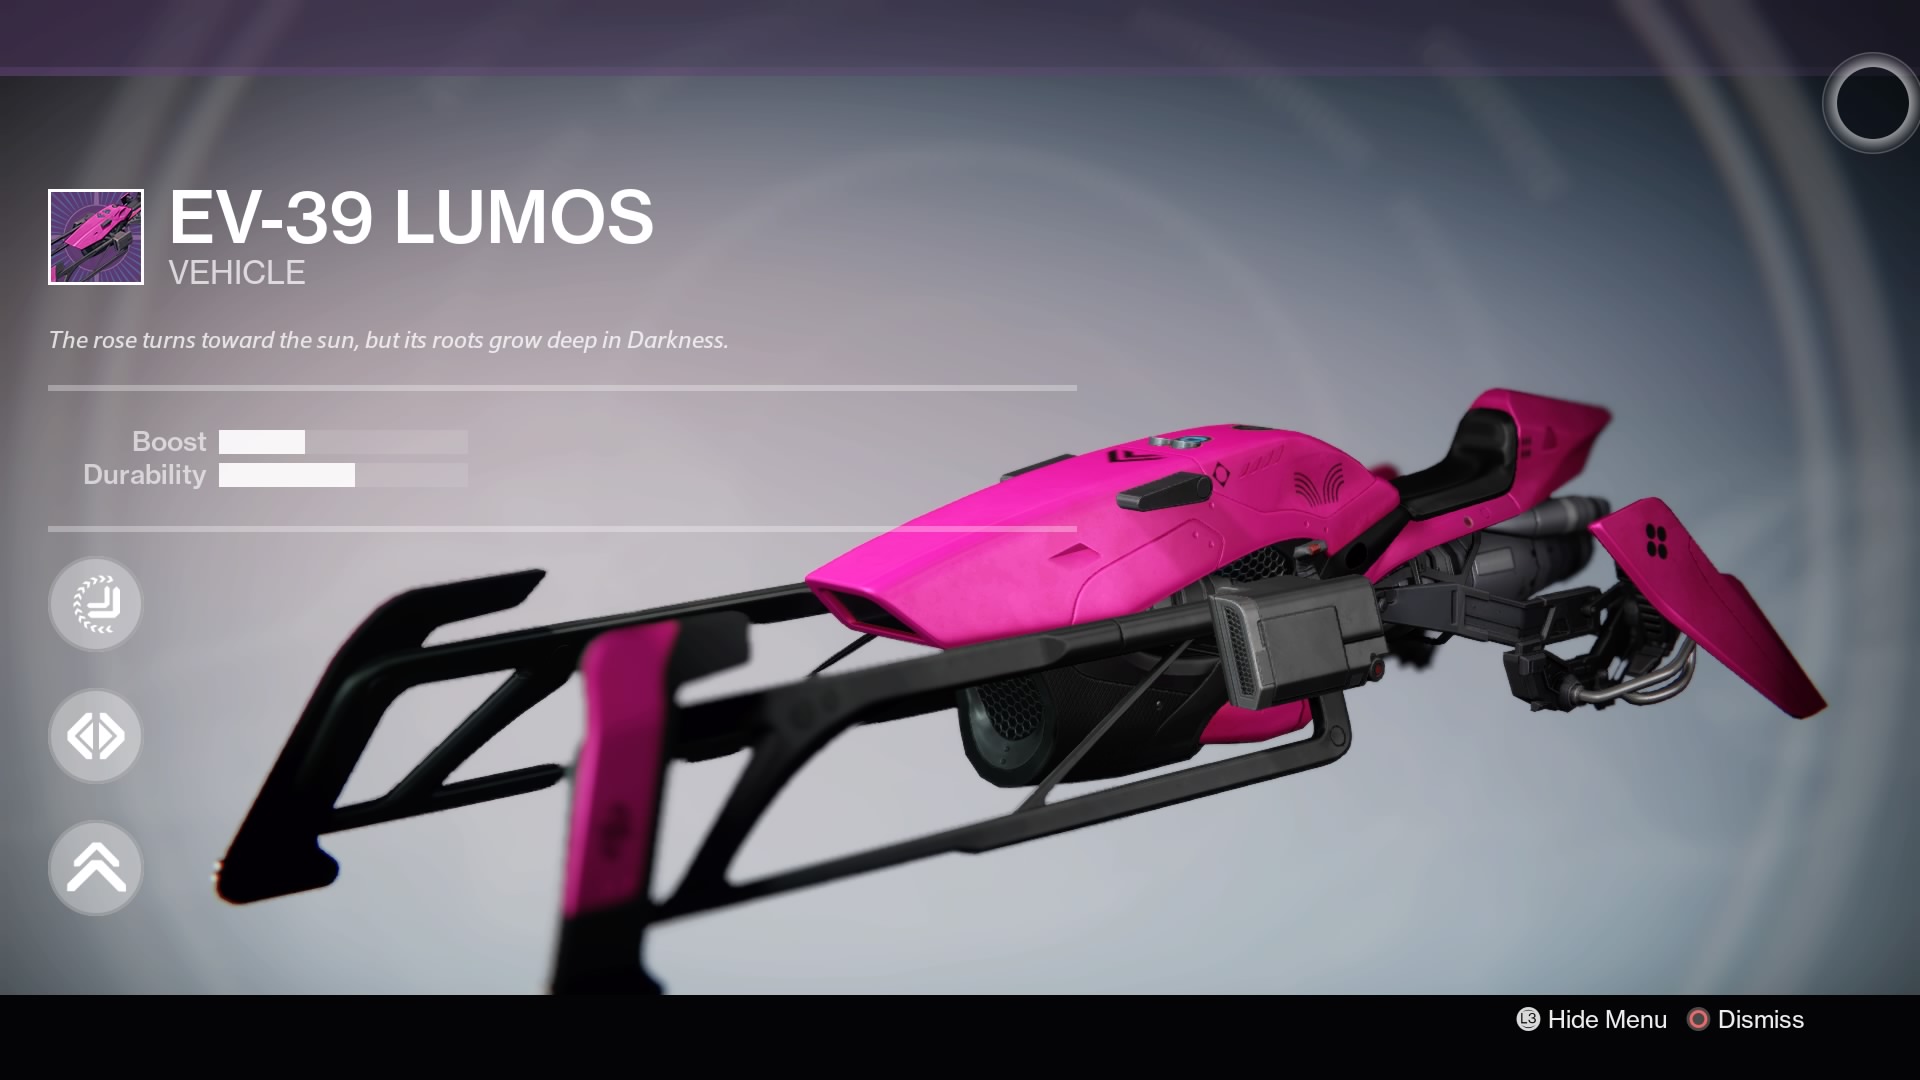 EV-39 LUMOS
VEHICLE
The rose turns toward the sun, but its roots grow deep in Darkness.
Boost
Durability
L3 Hide Menu Dismiss